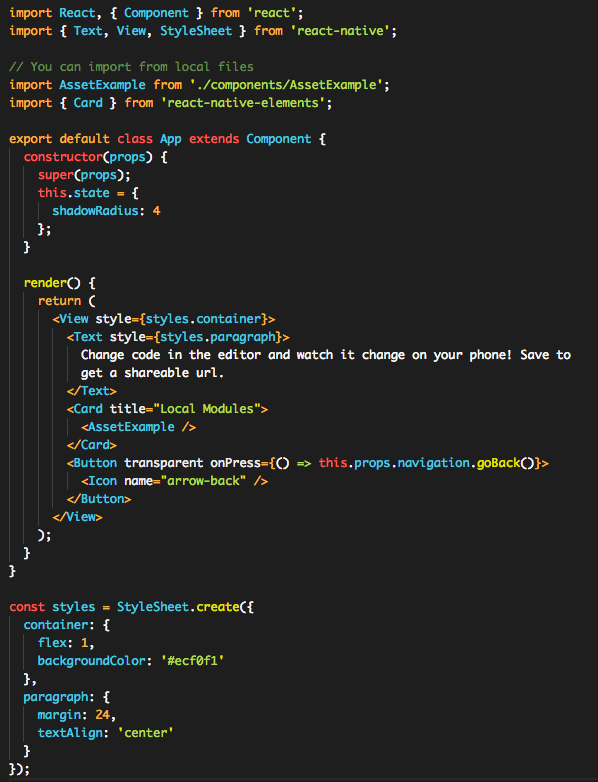 import React, { Component } from 'react';
import { Text, View, StyleSheet } from 'react-native';

// You can import from local files
import AssetExample from './components/AssetExample';
import { Card } from 'react-native-elements';

export default class App extends Component {
  constructor(props) {
    super(props);
    this.state = {
      shadowRadius: 4
    };
  }

  render() {
    return (
      <View style={styles.container}>
        <Text style={styles.paragraph}>
          Change code in the editor and watch it change on your phone! Save to
          get a shareable url.
        </Text>
        <Card title="Local Modules">
          <AssetExample />
        </Card>
        <Button transparent onPress={() => this.props.navigation.goBack()}>
          <Icon name="arrow-back" />
        </Button>
      </View>
    );
  }
}

const styles = StyleSheet.create({
  container: {
    flex: 1,
    backgroundColor: '#ecf0f1'
  },
  paragraph: {
    margin: 24,
    textAlign: 'center'
  }
});